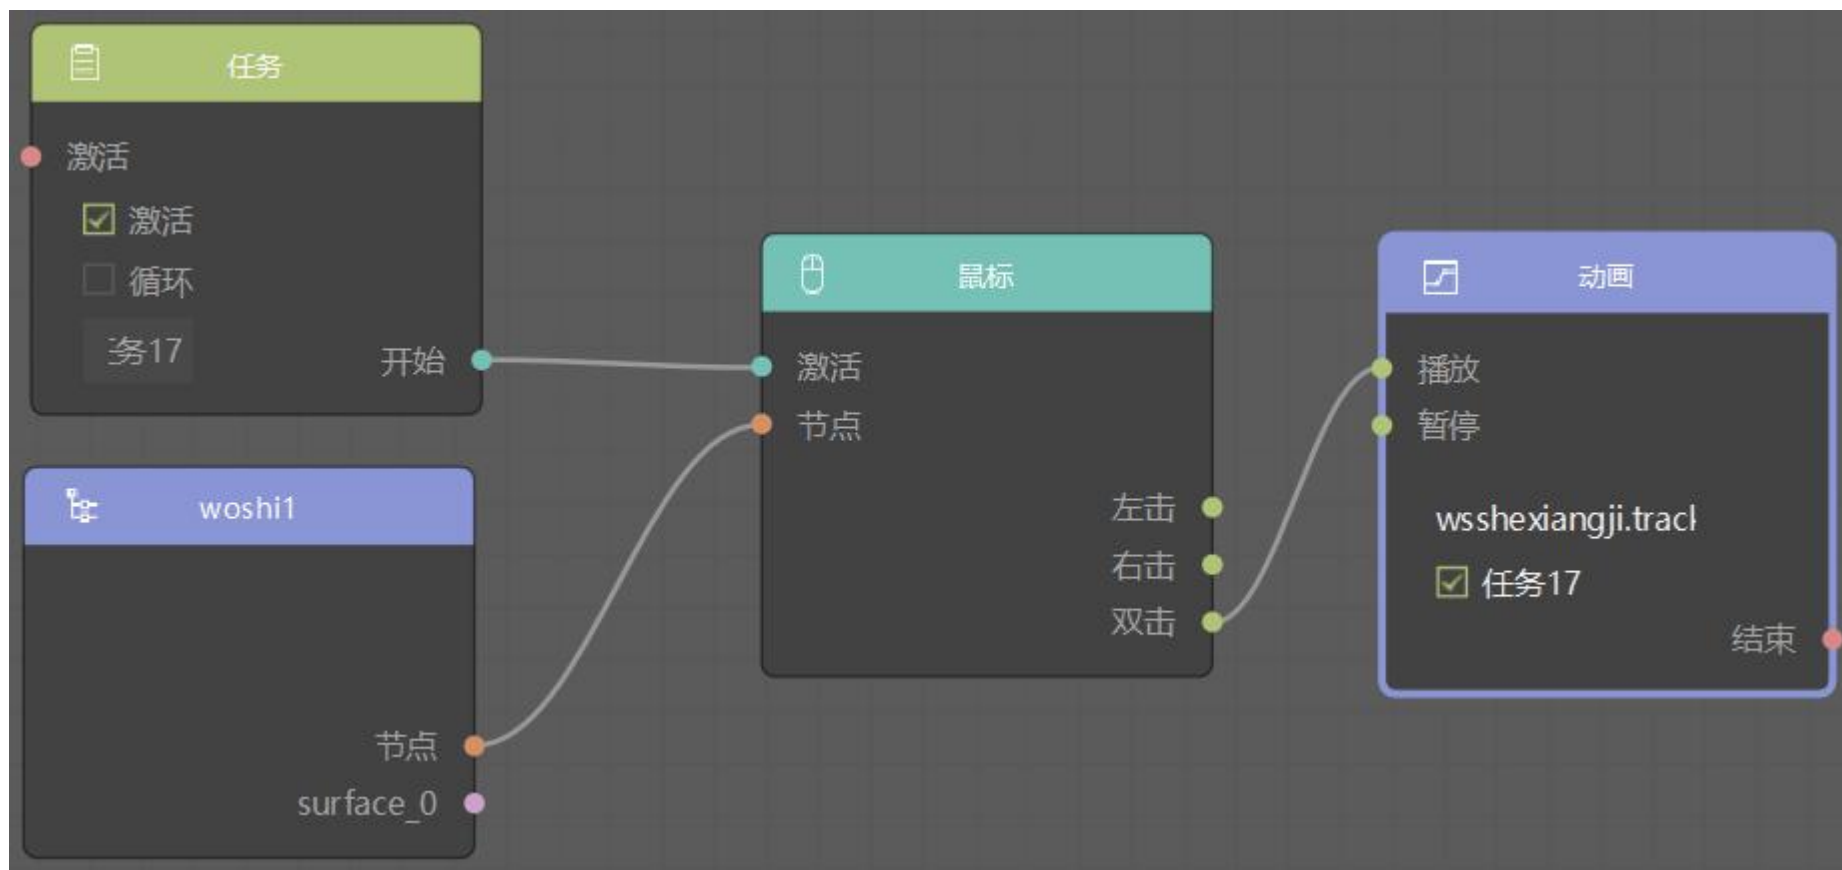 任务
激活
激活
循环
务17
开始
woshi1
节点
surface_0
鼠标
激活
节点
左击
右击
双击
动画
播放
暂停
wsshexiangji.trac
任务17
结束